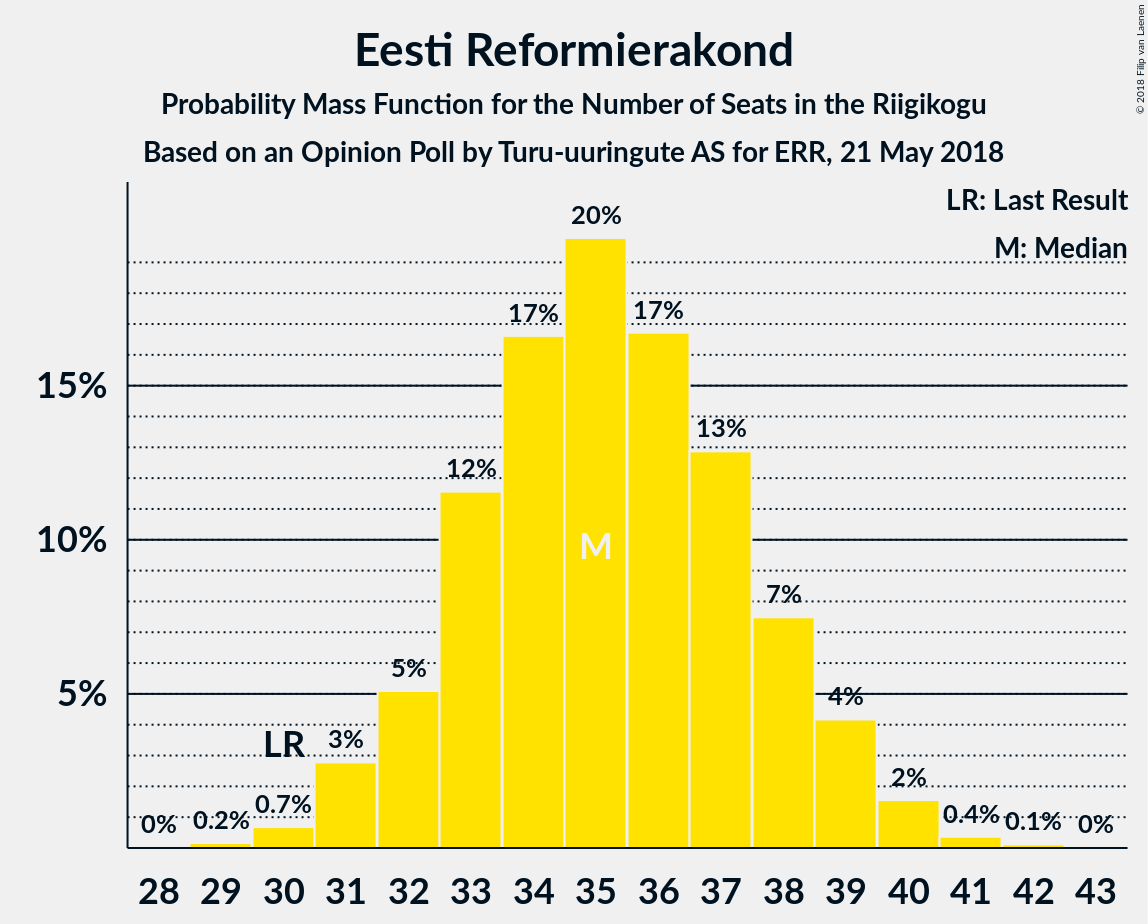 Eesti Reformierakond
Probability Mass Function for the Number of Seats in the Riigikogu
Based on an Opinion Poll by Turu-uuringute AS for ERR, 21 May 2018
© 2018 Filip van Laenen
LR: Last Result
M: Median
20%
17%
17%
15%
13%
12%
10%
M
7%
5%
5%
4%
LR
3%
2%
0.7%
0%
0.2%
0.4%
0.1%
0%
28 29 30 31 32 33 34 35 36 37 38 39 40 41 42 43